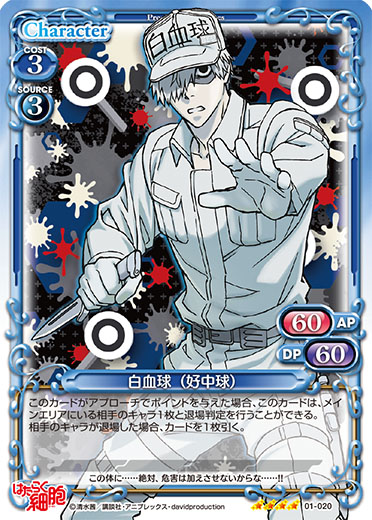 Character
COST
3
SOURCE
3
白血球
60 AP
DP 60
白血球（好中球）
このカードがアプローチでポイントを与えた場合、このカードは、メ
インエリアにいる相手のキャラ1枚と退場判定を行うことができる。
相手のキャラが退場した場合、カードを1枚引く。
この体に……絶対、危害は加えさせないからな……!!
はたらく細胞
©清水茜／講談社・アニプレックス・davidproduction
01-020